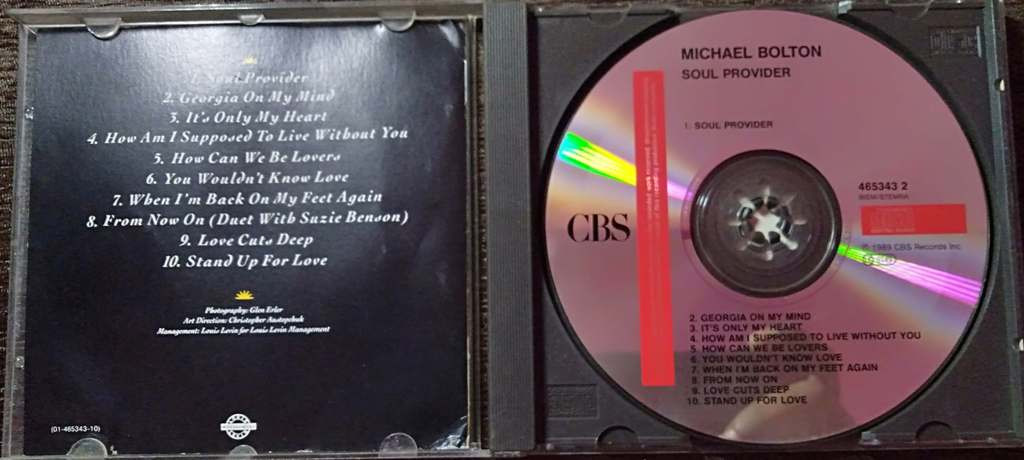 1. Soul Provider
2. Georgia On My Mind
3. It's Only My Heart
4. How Am I Supposed To Live Without You
5. How Can We Be Lovers
6. You Wouldn't Know Love
7. When I'm Back On My Feet Again
8. From Now On (Duet With Suzie Benson)
9. Love Cuts Deep
10. Stand Up For Love
Photography: Glen Erler
Art Direction: Christopher Austopchuk
Management: Louis Levin for Louis Levin Management
(01-465343-10)
MICHAEL BOLTON
SOUL PROVIDER
1. SOUL PROVIDER
CBS
465343 2
BIEM/STEMRA
℗ 1989 CBS Records Inc.
2. GEORGIA ON MY MIND
3. IT'S ONLY MY HEART
4. HOW AM I SUPPOSED TO LIVE WITHOUT YOU
5. HOW CAN WE BE LOVERS
6. YOU WOULDN'T KNOW LOVE
7. WHEN I'M BACK ON MY FEET AGAIN
8. FROM NOW ON
9. LOVE CUTS DEEP
10. STAND UP FOR LOVE